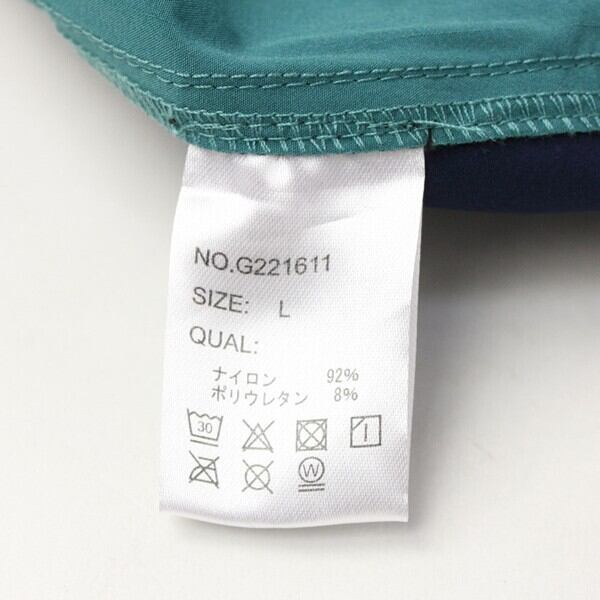 NO.G221611
SIZE: L
QUAL:
ナイロン 92%
ポリウレタン 8%
30
W